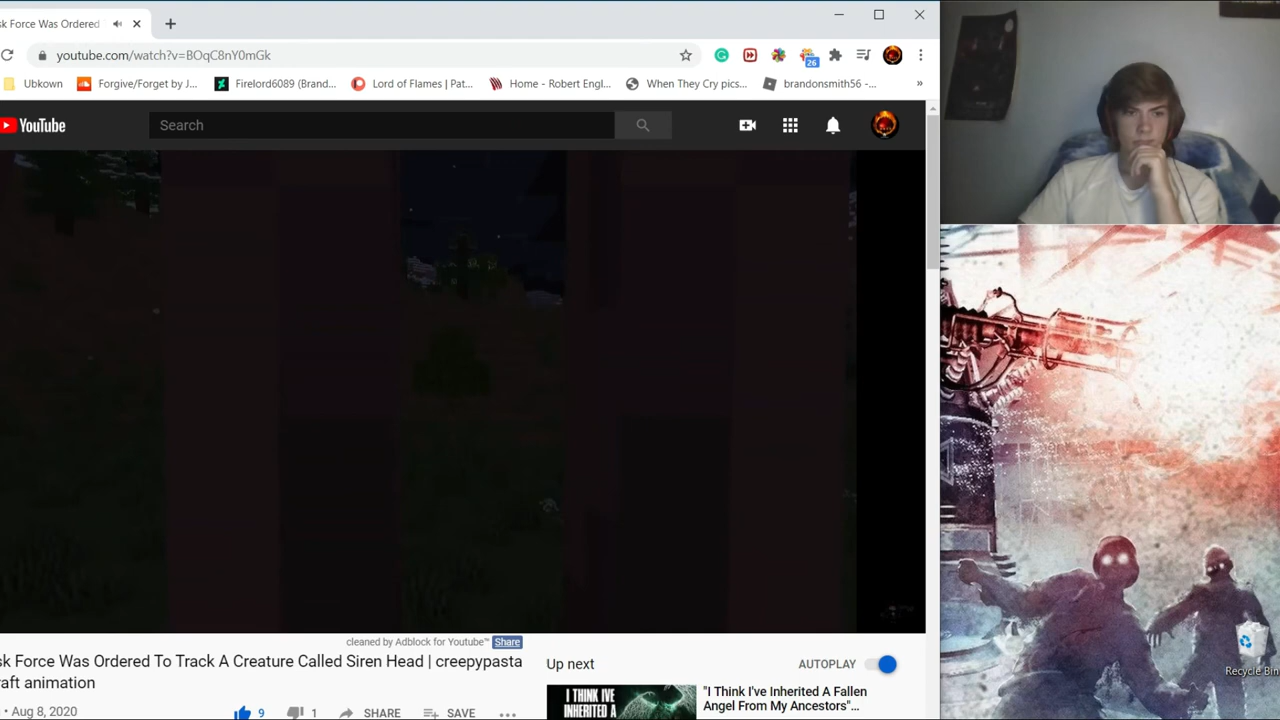 sk Force Was Ordered
youtube.com/watch?v=BOqC8nY0mGk
26
Ubkown
Forgive/Forget by J...
Firelord6089 (Brand...
Lord of Flames | Pat...
Home - Robert Engl...
When They Cry pics...
brandonsmith56 -...
»
YouTube
Search
cleaned by Adblock for Youtube™ Share
sk Force Was Ordered To Track A Creature Called Siren Head | creepypasta
raft animation
• Aug 8, 2020
9
1
SHARE
SAVE
Up next
AUTOPLAY
I THINK I'VE
INHERITED A
"I Think I've Inherited A Fallen
Angel From My Ancestors"...
Recycle Bin